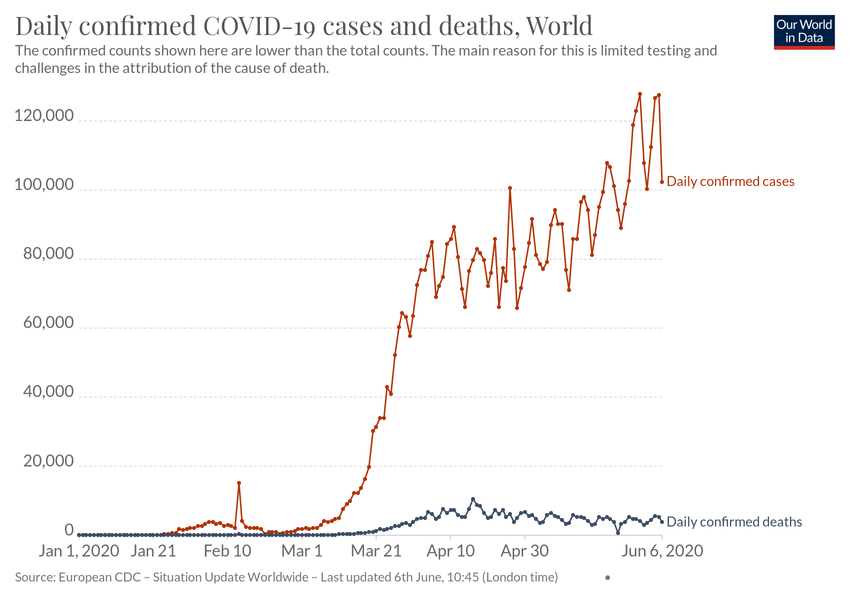 Daily confirmed COVID-19 cases and deaths, World
Our World
in Data
The confirmed counts shown here are lower than the total counts. The main reason for this is limited testing and
challenges in the attribution of the cause of death.
120,000
100,000
Daily confirmed cases
80,000
60,000
40,000
20,000
Daily confirmed deaths
0
Jan 1, 2020 Jan 21 Feb 10 Mar 1 Mar 21 Apr 10 Apr 30 Jun 6, 2020
Source: European CDC – Situation Update Worldwide – Last updated 6th June, 10:45 (London time) •